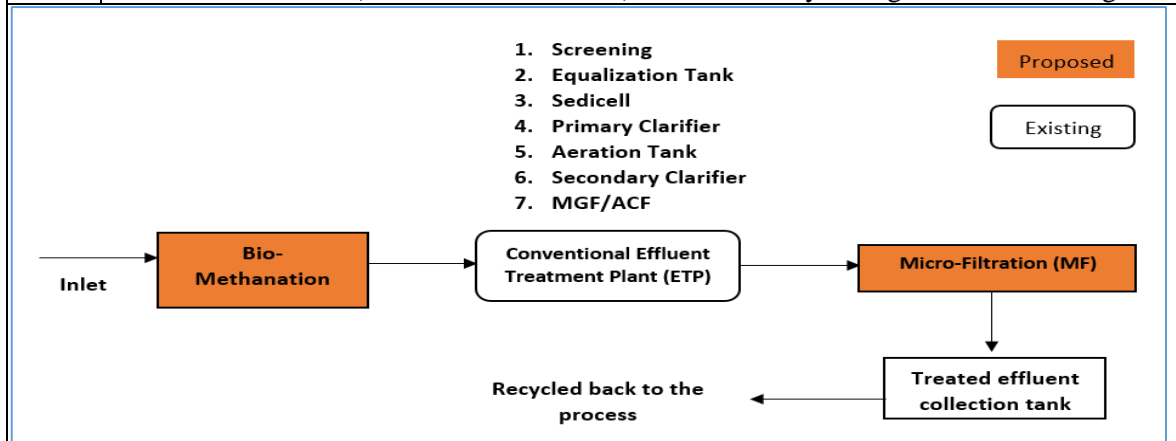 1. Screening
2. Equalization Tank
3. Sedicell
4. Primary Clarifier
5. Aeration Tank
6. Secondary Clarifier
7. MGF/ACF
Proposed
Existing
Inlet
Bio-
Methanation
Conventional Effluent
Treatment Plant (ETP)
Micro-Filtration (MF)
Treated effluent
collection tank
Recycled back to the
process